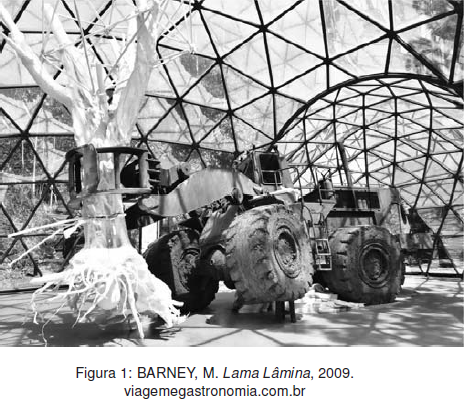 Figura 1: BARNEY, M. Lama Lâmina, 2009.
viagemegastronomia.com.br